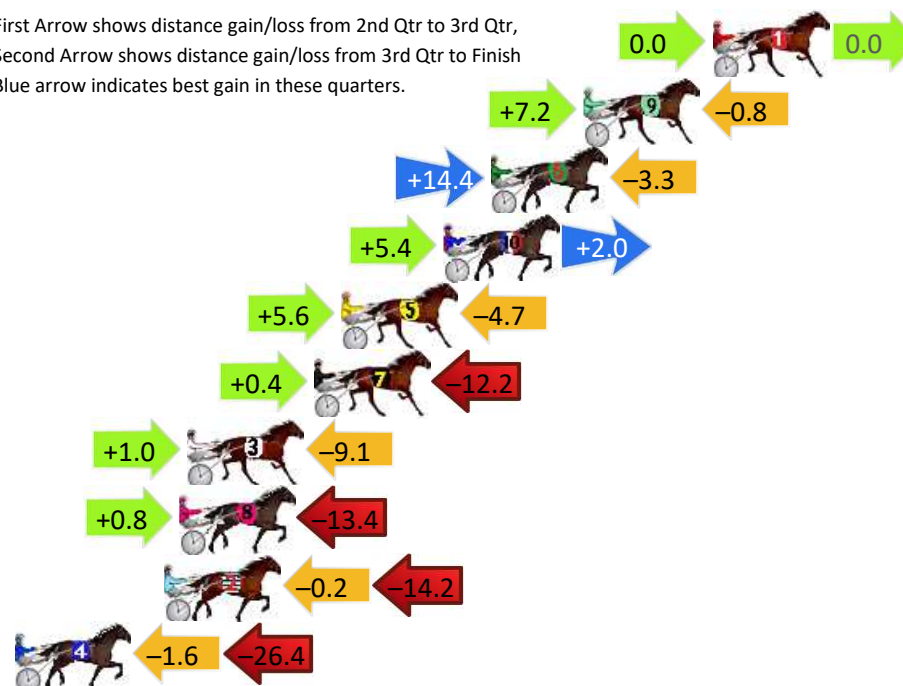 First Arrow shows distance gain/loss from 2nd Qtr to 3rd Qtr,
Second Arrow shows distance gain/loss from 3rd Qtr to Finish
Blue arrow indicates best gain in these quarters.
0.0 1 0.0
+7.2 9 –0.8
+14.4 –3.3
+5.4 10 +2.0
+5.6 5 –4.7
+0.4 7 –12.2
+1.0 3 –9.1
+0.8 8 –13.4
–0.2 –14.2
4 –1.6 –26.4